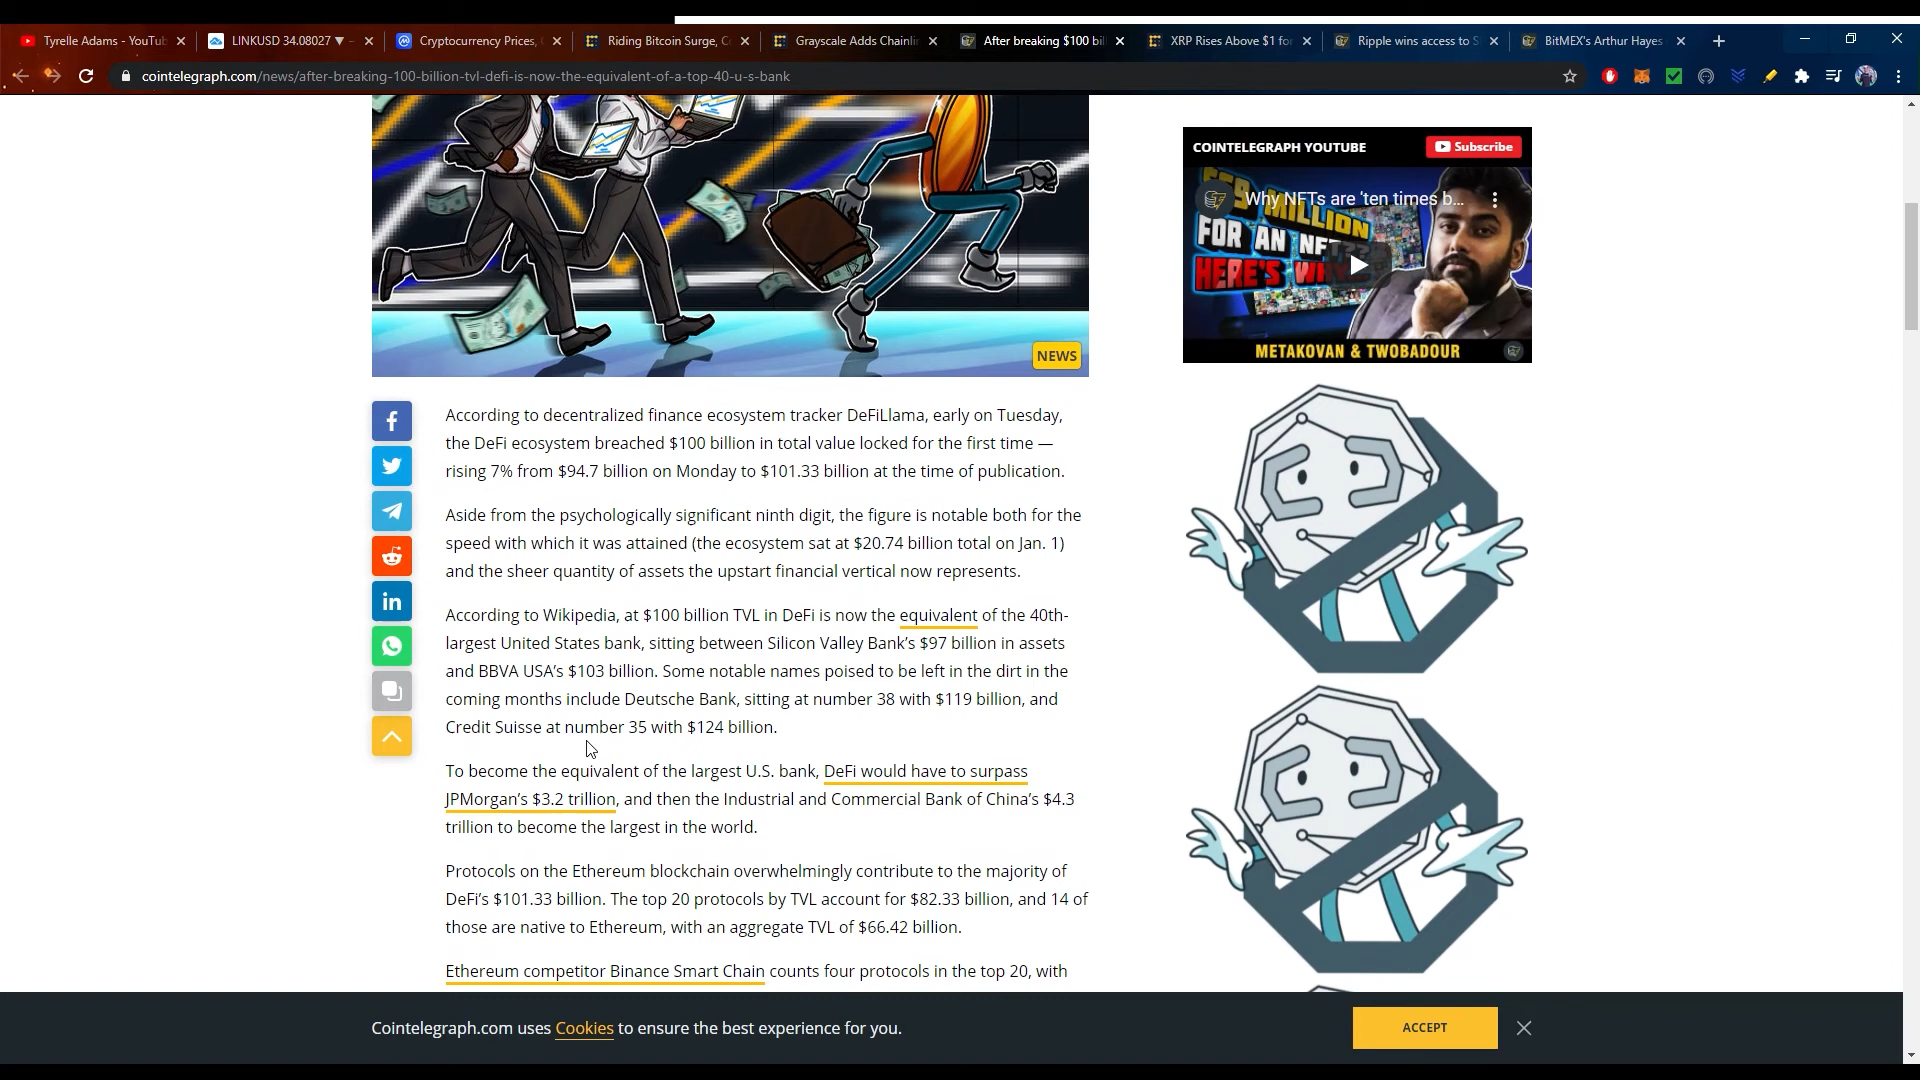 Tyrelle Adams - YouTub
LINKUSD 34.08027 ▼ -
Cryptocurrency Prices,
Riding Bitcoin Surge, C
Grayscale Adds Chainli
After breaking $100 bil
XRP Rises Above $1 fo
Ripple wins access to S
BitMEX's Arthur Hayes
cointelegraph.com/news/after-breaking-100-billion-tvl-defi-is-now-the-equivalent-of-a-top-40-u-s-bank
NEWS
According to decentralized finance ecosystem tracker DeFiLlama, early on Tuesday,
the DeFi ecosystem breached $100 billion in total value locked for the first time —
rising 7% from $94.7 billion on Monday to $101.33 billion at the time of publication.
Aside from the psychologically significant ninth digit, the figure is notable both for the
speed with which it was attained (the ecosystem sat at $20.74 billion total on Jan. 1)
and the sheer quantity of assets the upstart financial vertical now represents.
According to Wikipedia, at $100 billion TVL in DeFi is now the equivalent of the 40th-
largest United States bank, sitting between Silicon Valley Bank's $97 billion in assets
and BBVA USA's $103 billion. Some notable names poised to be left in the dirt in the
coming months include Deutsche Bank, sitting at number 38 with $119 billion, and
Credit Suisse at number 35 with $124 billion.
To become the equivalent of the largest U.S. bank, DeFi would have to surpass
JPMorgan's $3.2 trillion, and then the Industrial and Commercial Bank of China's $4.3
trillion to become the largest in the world.
Protocols on the Ethereum blockchain overwhelmingly contribute to the majority of
DeFi's $101.33 billion. The top 20 protocols by TVL account for $82.33 billion, and 14 of
those are native to Ethereum, with an aggregate TVL of $66.42 billion.
Ethereum competitor Binance Smart Chain counts four protocols in the top 20, with
COINTELEGRAPH YOUTUBE
Subscribe
Why NFTs are 'ten times b...
MILLION
FOR AN
HERE'S
METAKOVAN & TWOBADOUR
Cointelegraph.com uses Cookies to ensure the best experience for you.
ACCEPT